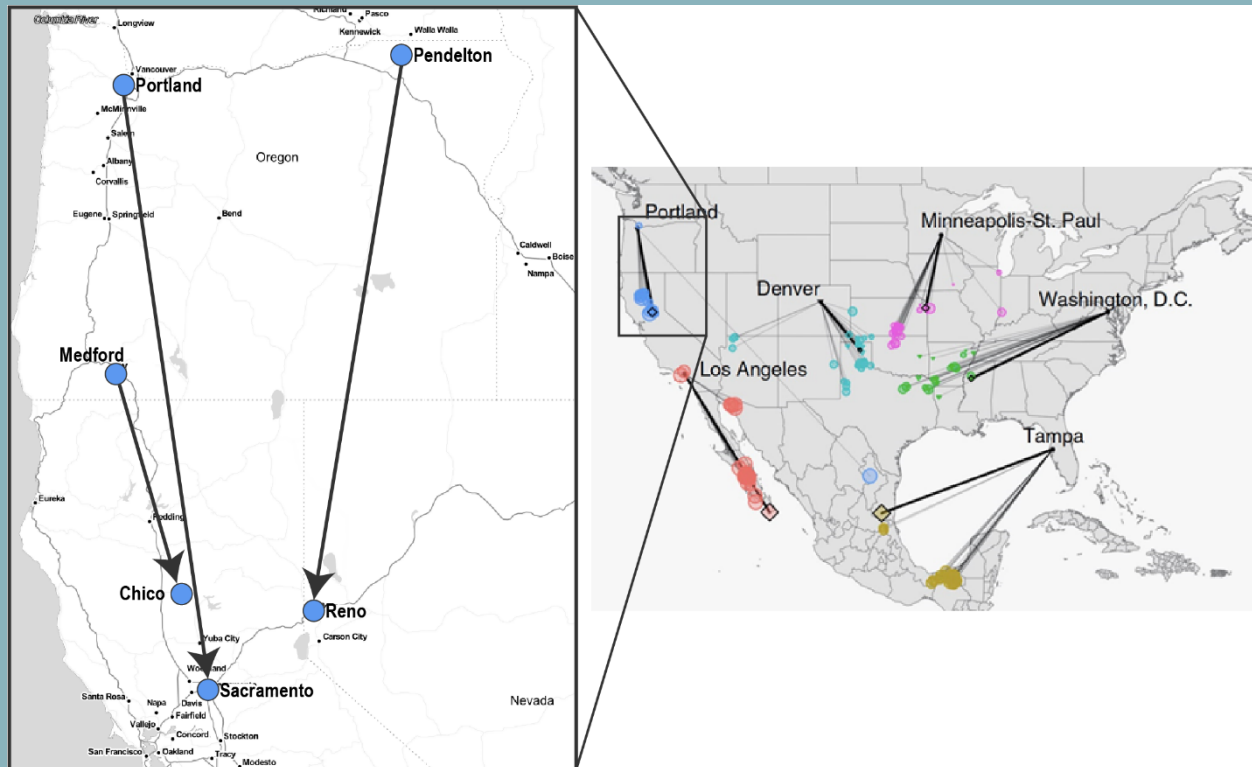 Columbia River
Longview
Richland
Pasco
Kennewick
Walla Walla
Pendelton
Vancouver
Portland
McMinnville
Salem
Oregon
Albany
Corvallis
Eugene
Springfield
Bend
Caldwell
Boise
Nampa
Medford
Eureka
Redding
Chico
Reno
Yuba City
Carson City
Woodland
Sacramento
Davis
Santa Rosa
Napa
Fairfield
Nevada
Vallejo
Concord
Stockton
San Francisco
Oakland
Tracy
Modesto
Portland
Minneapolis-St. Paul
Denver
Washington, D.C.
Los Angeles
Tampa